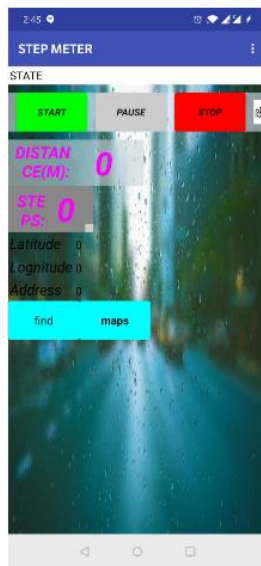 2:45
STEP METER
STATE
START PAUSE STOP
DISTAN
CE(M): 0
STE
PS: 0
Latitude 0
Lognitude 0
Address 0
find maps